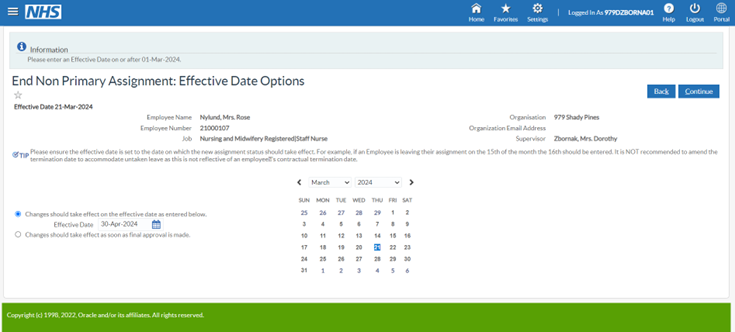 NHS
Home Favorites Settings Logged In As 979DZBORNA01 Help Logout Portal
Information
Please enter an Effective Date on or after 01-Mar-2024.
End Non Primary Assignment: Effective Date Options
Back Continue
Effective Date 21-Mar-2024
Employee Name Nylund, Mrs. Rose Organisation 979 Shady Pines
Employee Number 21000107 Organization Email Address
Job Nursing and Midwifery Registered|Staff Nurse Supervisor Zbornak, Mrs. Dorothy
TIP Please ensure the effective date is set to the date on which the new assignment status should take effect. For example, if an Employee is leaving their assignment on the 15th of the month the 16th should be entered. It is NOT recommended to amend the
termination date to accommodate untaken leave as this is not reflective of an employee's contractual termination date.
March 2024
SUN MON TUE WED THU FRI SAT
25 26 27 28 29 1 2
3 4 5 6 7 8 9
10 11 12 13 14 15 16
17 18 19 20 21 22 23
24 25 26 27 28 29 30
31 1 2 3 4 5 6
Changes should take effect on the effective date as entered below.
Effective Date 30-Apr-2024
Changes should take effect as soon as final approval is made.
Copyright (c) 1998, 2022, Oracle and/or its affiliates. All rights reserved.